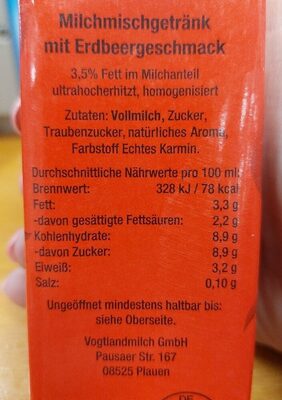 Milchmischgetränk
mit Erdbeergeschmack
3,5% Fett im Milchanteil
ultrahocherhitzt, homogenisiert
Zutaten: Vollmilch, Zucker,
Traubenzucker, natürliches Aroma,
Farbstoff Echtes Karmin.
Durchschnittliche Nährwerte pro 100 ml:
Brennwert: 328 kJ / 78 kcal
Fett: 3,3 g
-davon gesättigte Fettsäuren: 2,2 g
Kohlenhydrate: 8,9 g
-davon Zucker: 8,9 g
Eiweiß: 3,2 g
Salz: 0,10 g
Ungeöffnet mindestens haltbar bis:
siehe Oberseite.
Vogtlandmilch GmbH
Pausaer Str. 167
08525 Plauen
DE